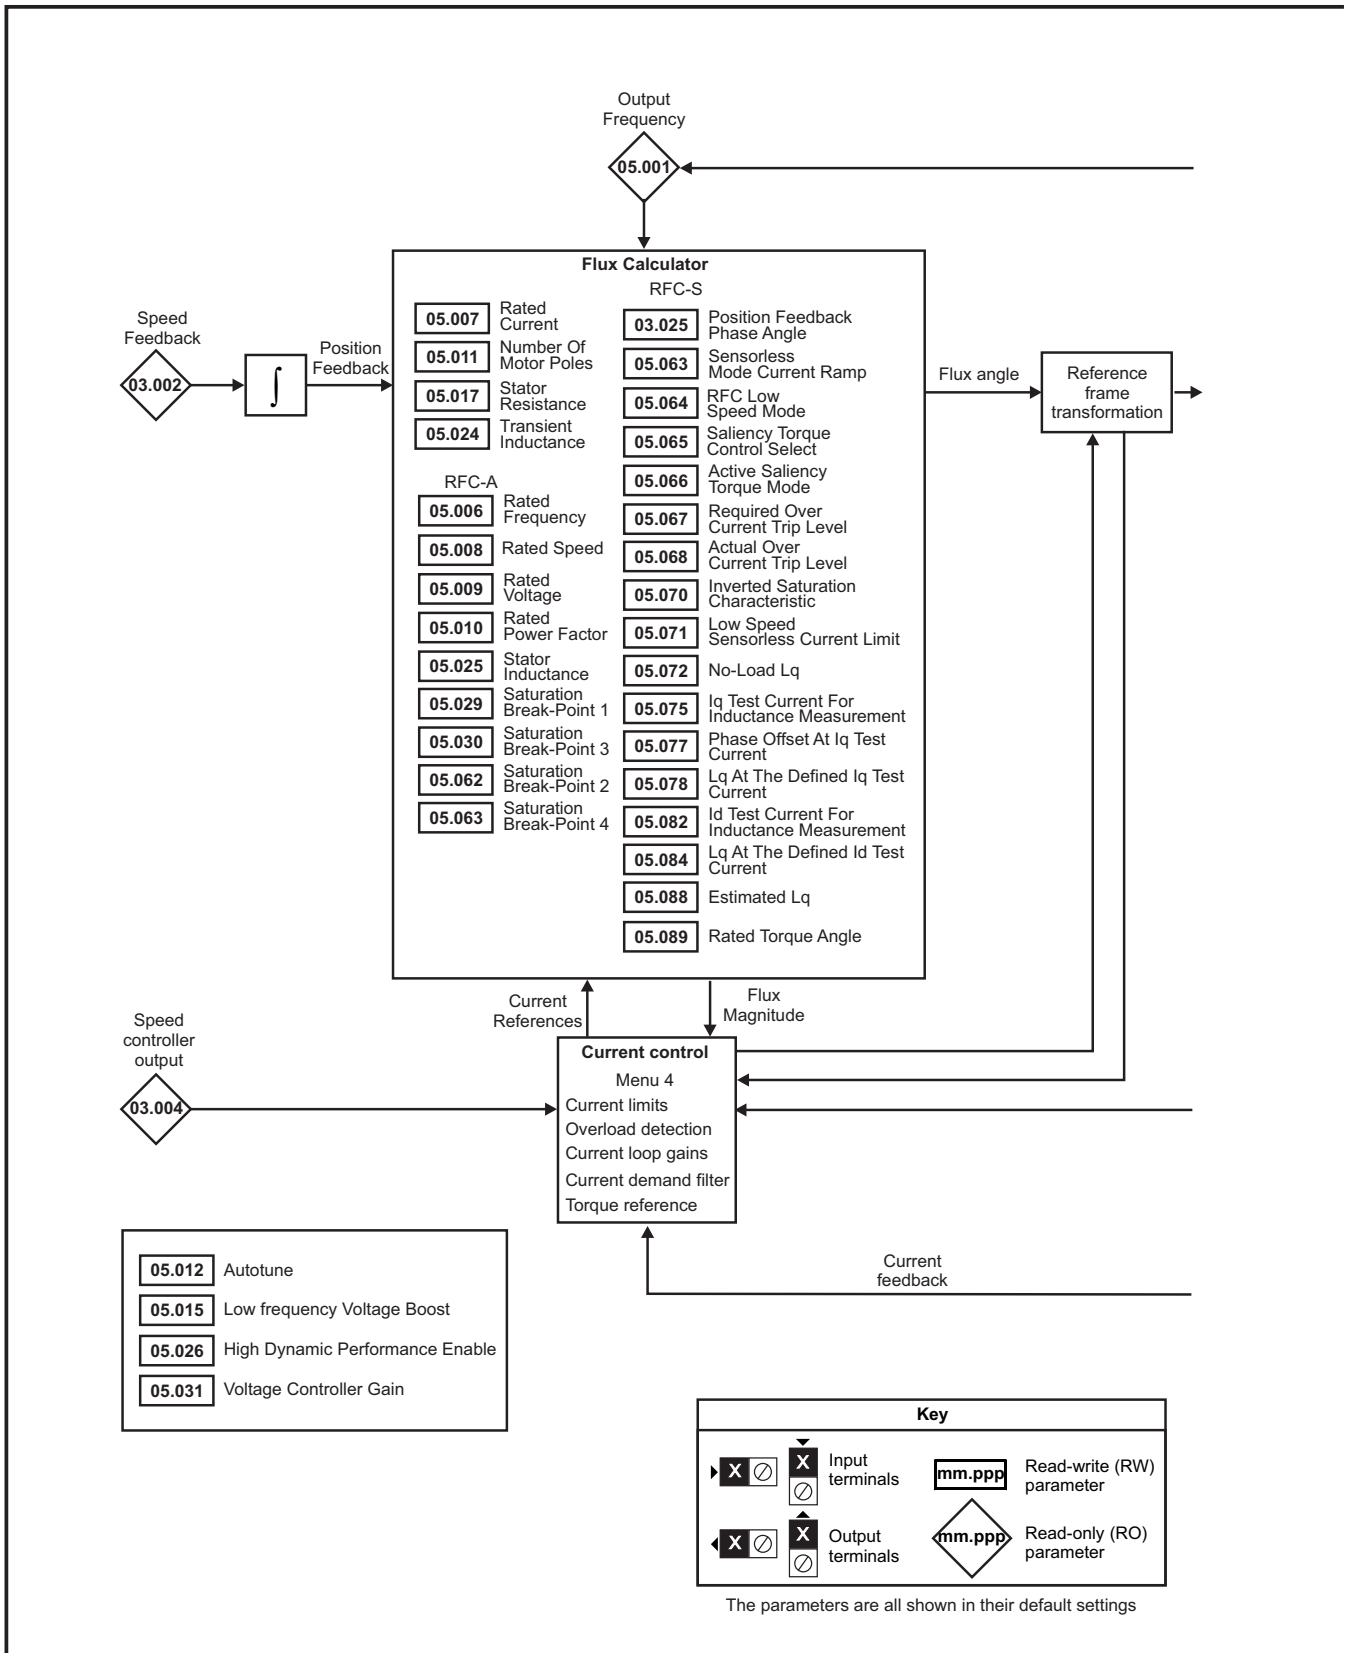 Output
Frequency
05.001
Flux Calculator
Speed
Feedback
03.002
∫
Position
Feedback
05.007
Rated
Current
05.011
Number Of
Motor Poles
05.017
Stator
Resistance
05.024
Transient
Inductance
RFC-A
05.006
Rated
Frequency
05.008
Rated Speed
05.009
Rated
Voltage
05.010
Rated
Power Factor
05.025
Stator
Inductance
05.029
Saturation
Break-Point 1
05.030
Saturation
Break-Point 3
05.062
Saturation
Break-Point 2
05.063
Saturation
Break-Point 4
RFC-S
03.025
Position Feedback
Phase Angle
05.063
Sensorless
Mode Current Ramp
05.064
RFC Low
Speed Mode
05.065
Saliency Torque
Control Select
05.066
Active Saliency
Torque Mode
05.067
Required Over
Current Trip Level
05.068
Actual Over
Current Trip Level
05.070
Inverted Saturation
Characteristic
05.071
Low Speed
Sensorless Current Limit
05.072
No-Load Lq
05.075
Iq Test Current For
Inductance Measurement
05.077
Phase Offset At Iq Test
Current
05.078
Lq At The Defined Iq Test
Current
05.082
Id Test Current For
Inductance Measurement
05.084
Lq At The Defined Id Test
Current
05.088
Estimated Lq
05.089
Rated Torque Angle
Flux angle
Reference
frame
transformation
Current
References
Flux
Magnitude
Speed
controller
output
03.004
Current control
Menu 4
Current limits
Overload detection
Current loop gains
Current demand filter
Torque reference
Current
feedback
05.012
Autotune
05.015
Low frequency Voltage Boost
05.026
High Dynamic Performance Enable
05.031
Voltage Controller Gain
Key
X
X
Input
terminals
mm.ppp
Read-write (RW)
parameter
X
X
Output
terminals
mm.ppp
Read-only (RO)
parameter
The parameters are all shown in their default settings